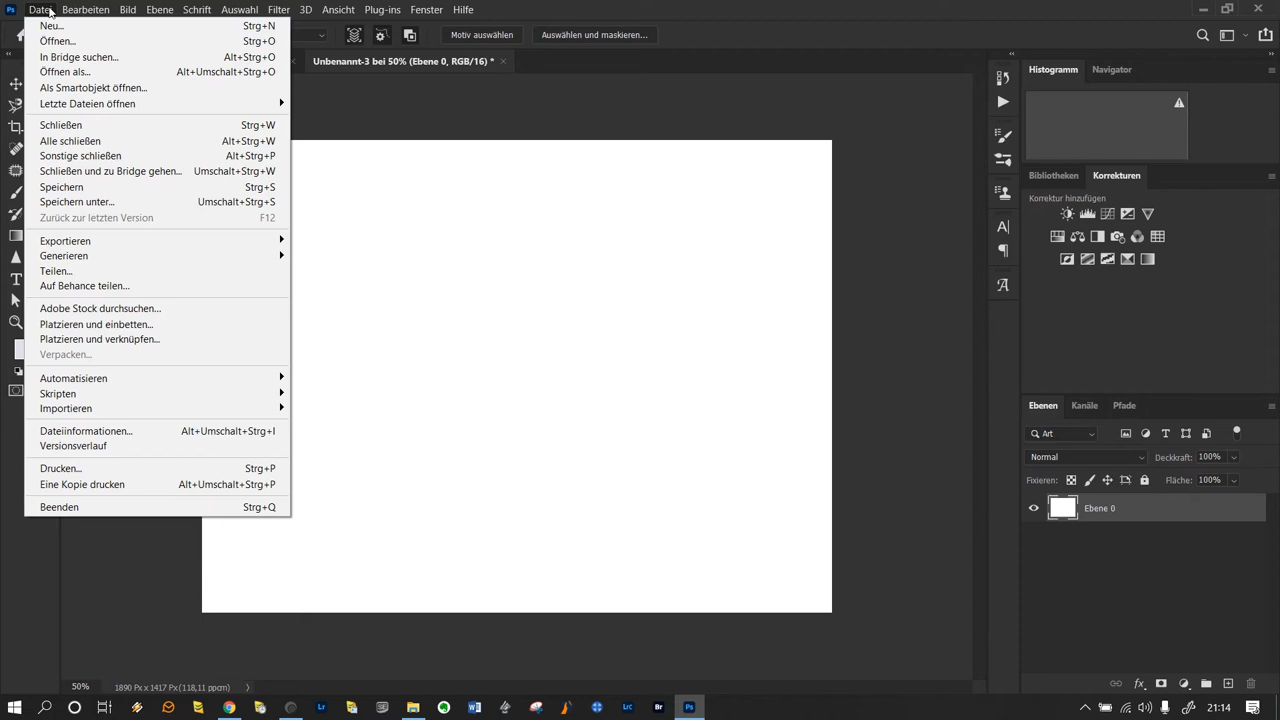 Ps Datei Bearbeiten Bild Ebene Schrift Auswahl Filter 3D Ansicht Plug-ins Fenster Hilfe
Motiv auswählen Auswählen und maskieren...
Unbenannt-3 bei 50% (Ebene 0, RGB/16) *
Neu... Strg+N
Öffnen... Strg+O
In Bridge suchen... Alt+Strg+O
Öffnen als... Alt+Umschalt+Strg+O
Als Smartobjekt öffnen...
Letzte Dateien öffnen
Schließen Strg+W
Alle schließen Alt+Strg+W
Sonstige schließen Alt+Strg+P
Schließen und zu Bridge gehen... Umschalt+Strg+W
Speichern Strg+S
Speichern unter... Umschalt+Strg+S
Zurück zur letzten Version F12
Exportieren
Generieren
Teilen...
Auf Behance teilen...
Adobe Stock durchsuchen...
Platzieren und einbetten...
Platzieren und verknüpfen...
Verpacken...
Automatisieren
Skripten
Importieren
Dateiinformationen... Alt+Umschalt+Strg+I
Versionsverlauf
Drucken... Strg+P
Eine Kopie drucken Alt+Umschalt+Strg+P
Beenden Strg+Q
Histogramm Navigator
Bibliotheken Korrekturen
Korrektur hinzufügen
Ebenen Kanäle Pfade
Art
Normal Deckkraft: 100%
Fixieren: Fläche: 100%
Ebene 0
50% 1890 Px x 1417 Px (118,11 ppcm)
Lr LrC Br Ps 21:14